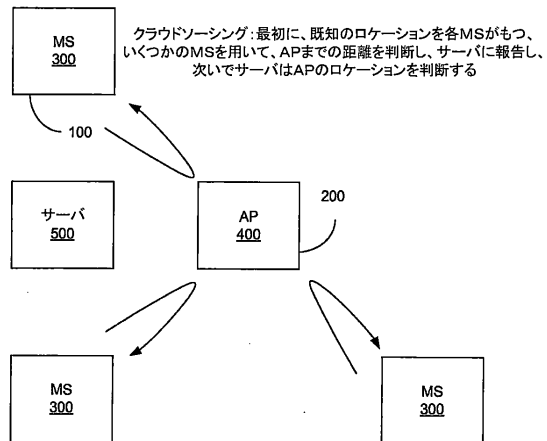 クラウドソーシング：最初に、既知のロケーションを各MSがもつ、
いくつかのMSを用いて、APまでの距離を判断し、サーバに報告し、
次いでサーバはAPのロケーションを判断する
MS
300
100
サーバ
500
AP
400
200
MS
300
MS
300